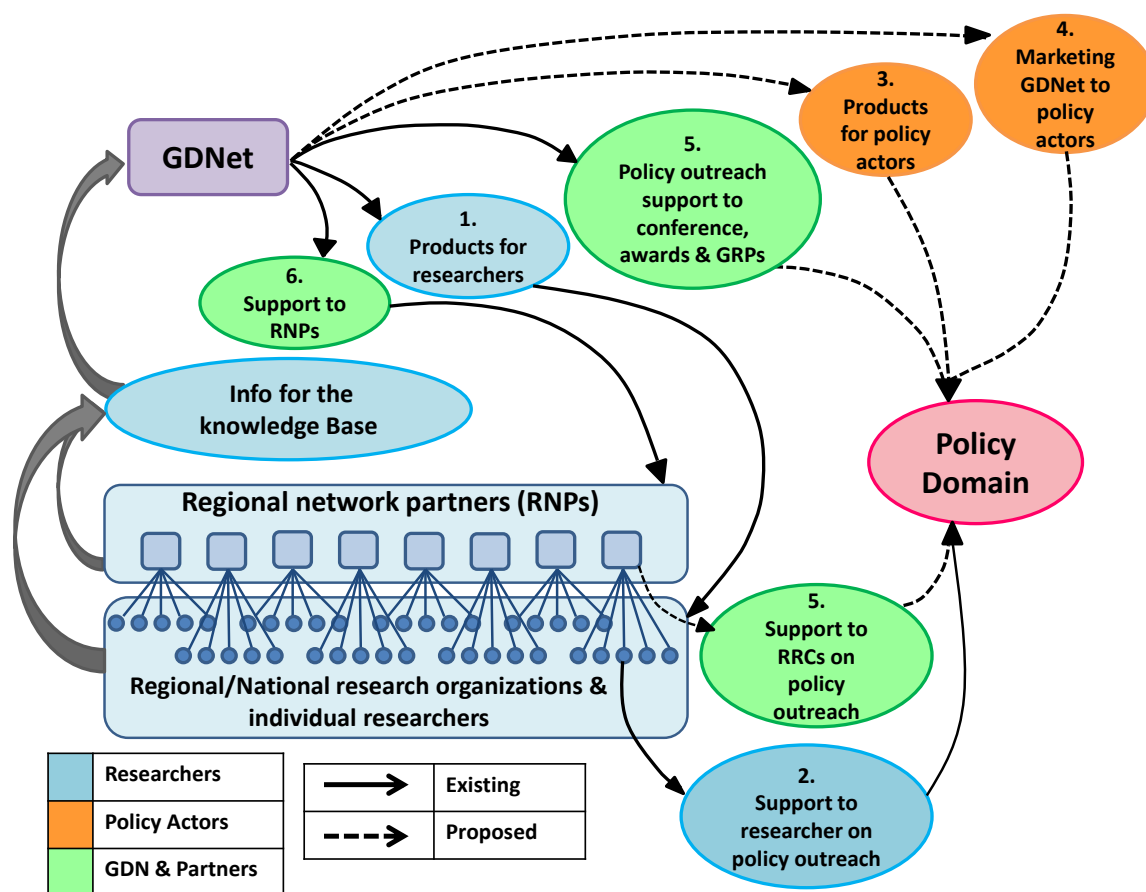 4.
Marketing
GDNet to
policy
actors
3.
Products
for policy
actors
GDNet
5.
Policy outreach
support to
conference,
awards & GRPs
1.
Products for
researchers
6.
Support to
RNPs
Info for the
knowledge Base
Policy
Domain
Regional network partners (RNPs)
5.
Support to
RRCs on
policy
outreach
Regional/National research organizations &
individual researchers
2.
Support to
researcher on
policy outreach
Researchers
Policy Actors
GDN & Partners
Existing
Proposed